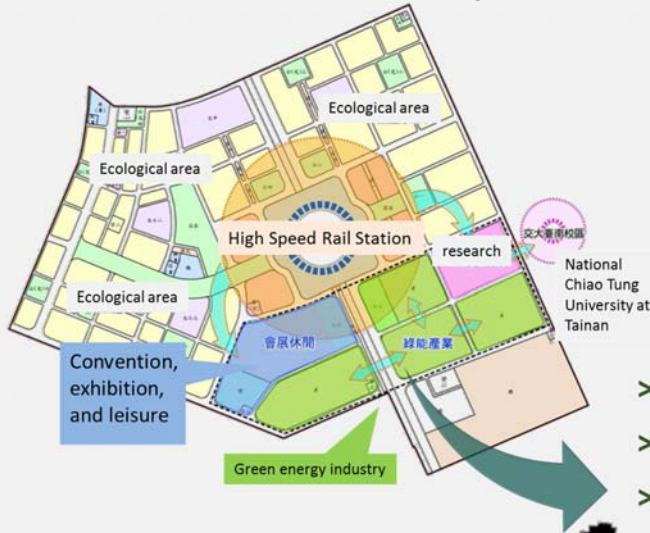 Ecological area
Ecological area
High Speed Rail Station
research
交大臺南校區
National
Chiao Tung
University at
Tainan
Ecological area
會展休閒
綠能產業
Convention,
exhibition,
and leisure
Green energy industry
>
>
>